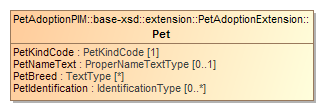 PetAdoptionPIM::base-xsd::extension::PetAdoptionExtension::
Pet
PetKindCode : PetKindCode [1]
PetNameText : ProperNameTextType [0..1]
PetBreed : TextType [*]
PetIdentification : IdentificationType [0..*]